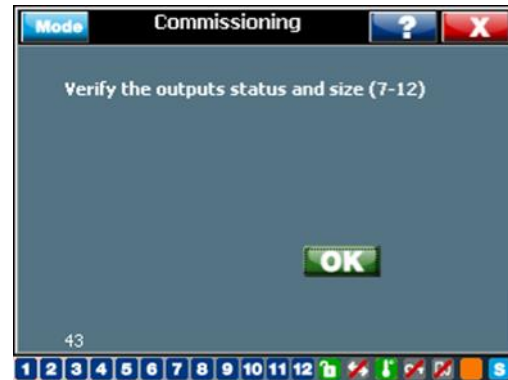 Mode Commissioning ? X
Verify the outputs status and size (7-12)
OK
43
1 2 3 4 5 6 7 8 9 10 11 12 S